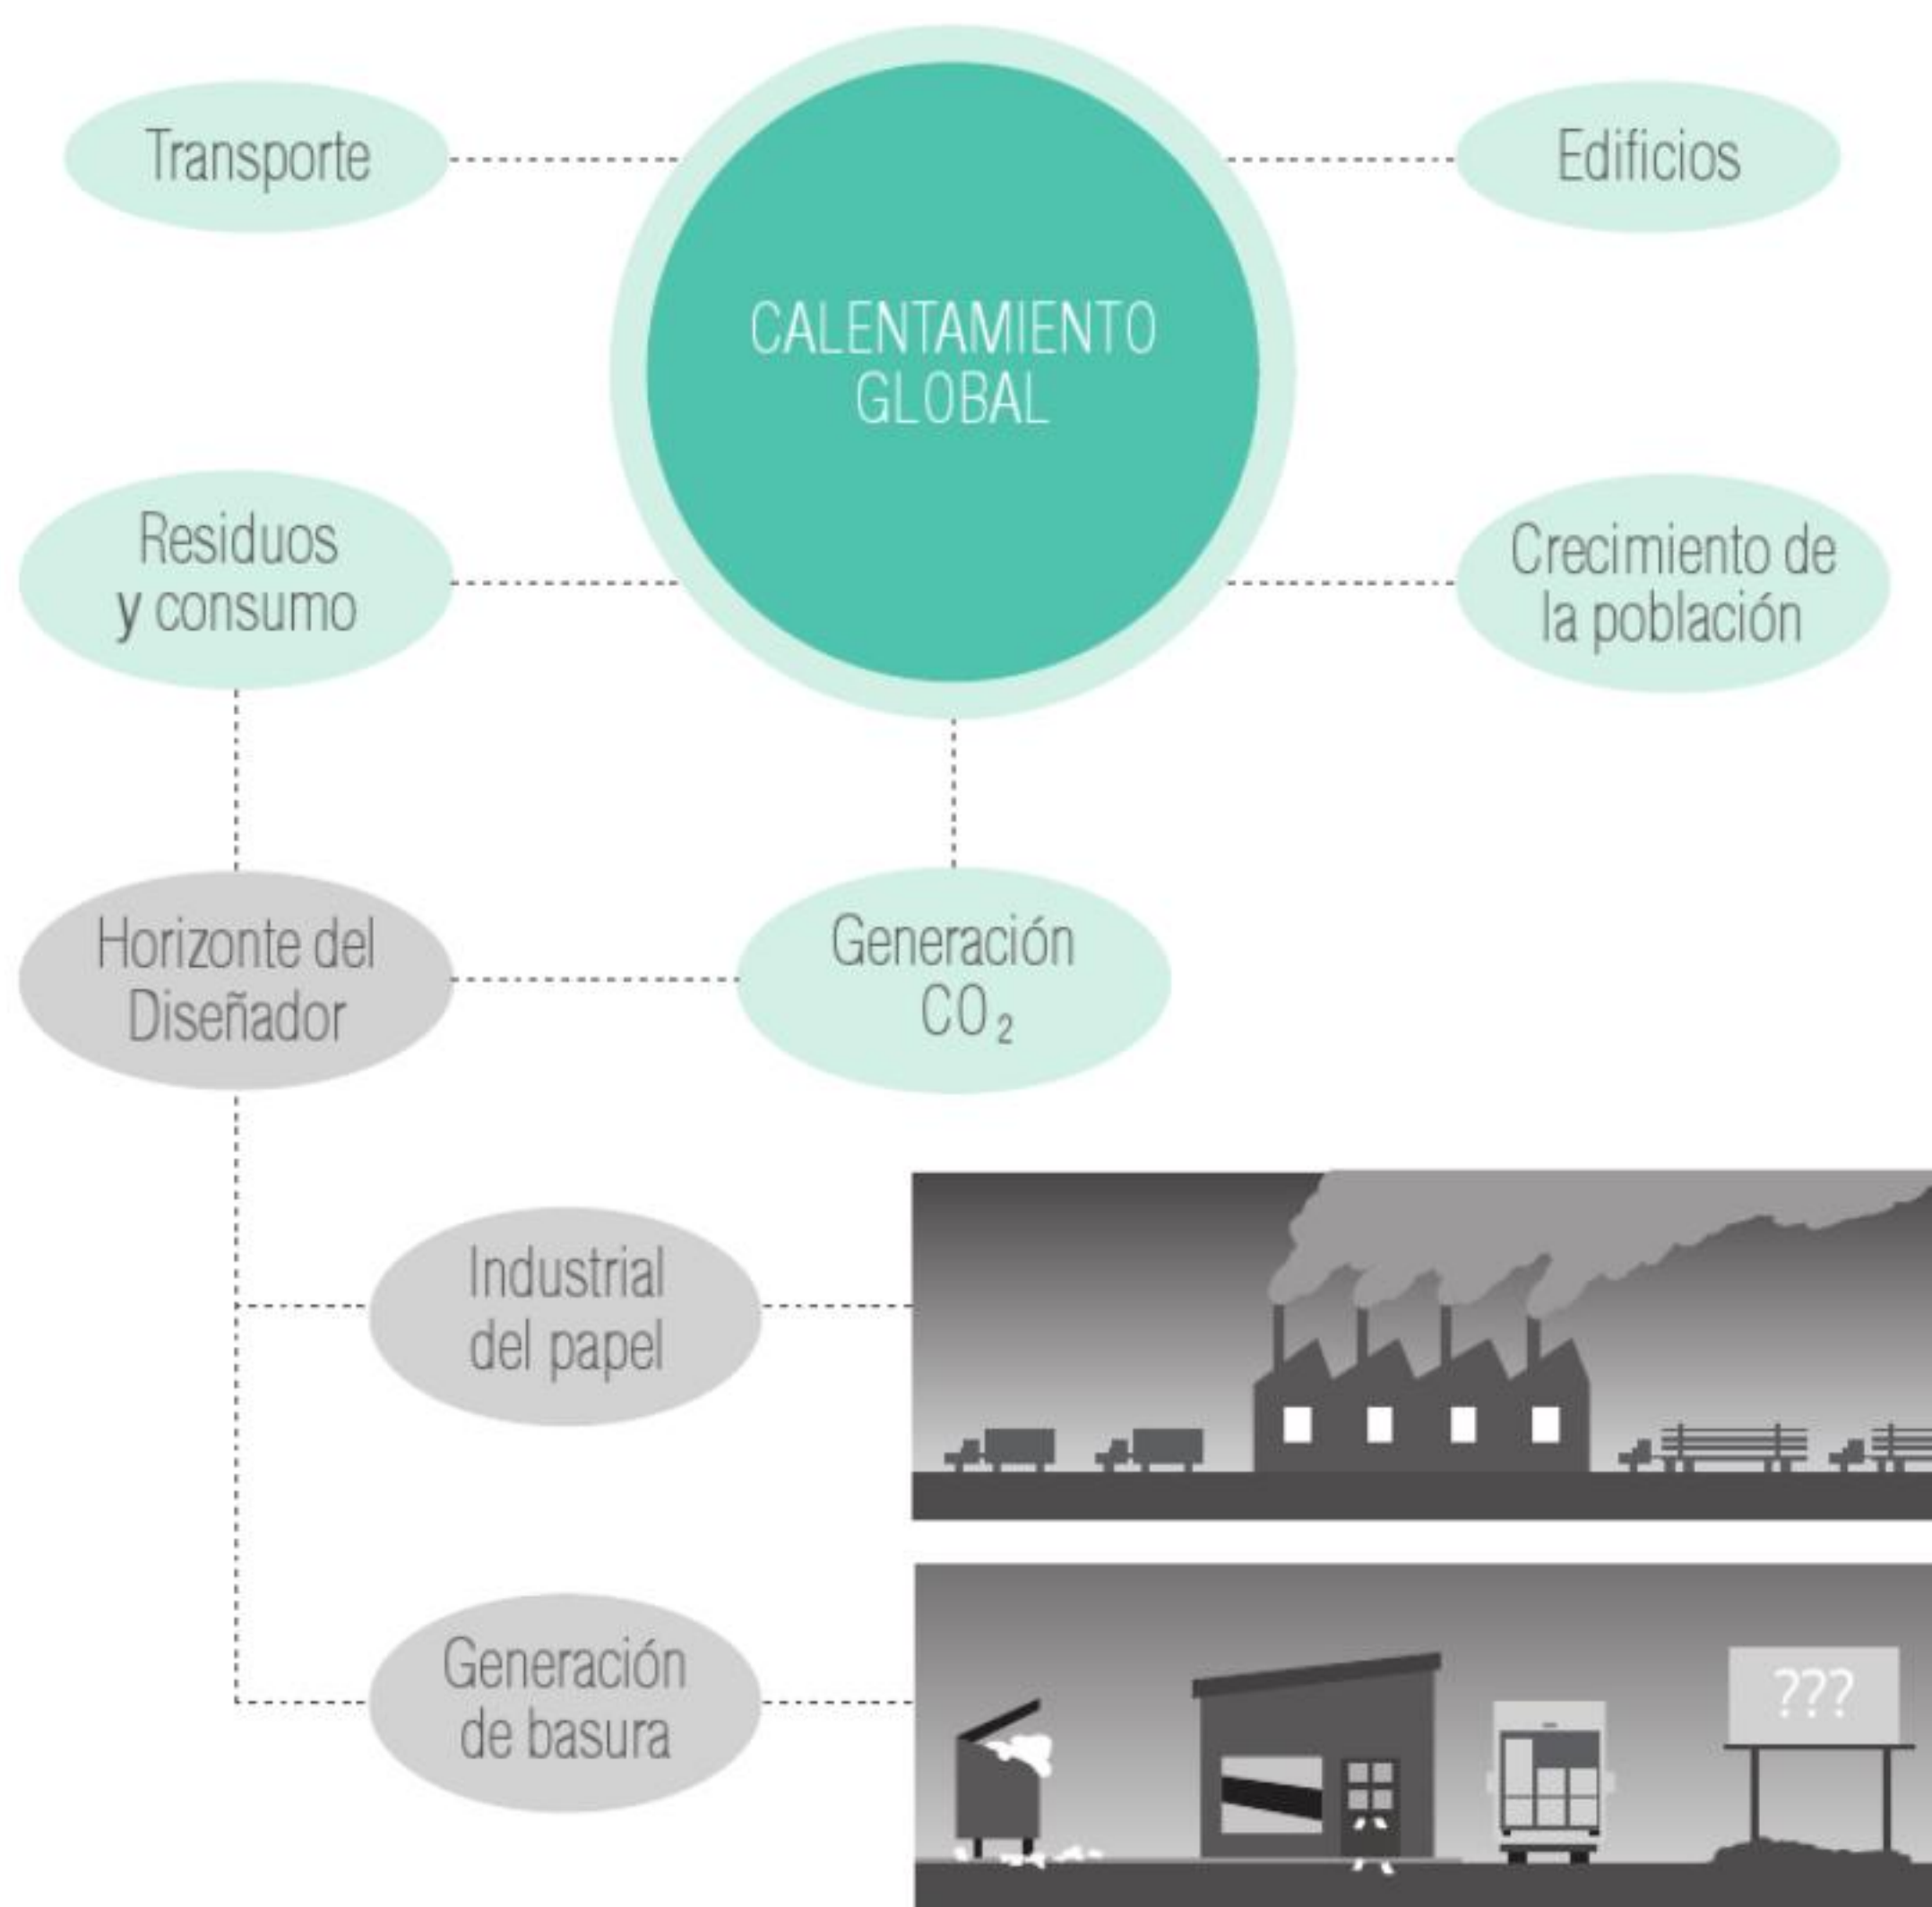 Transporte
Edificios
CALENTAMIENTO
GLOBAL
Residuos
y consumo
Crecimiento de
la población
Horizonte del
Diseñador
Generación
CO₂
Industrial
del papel
Generación
de basura
???